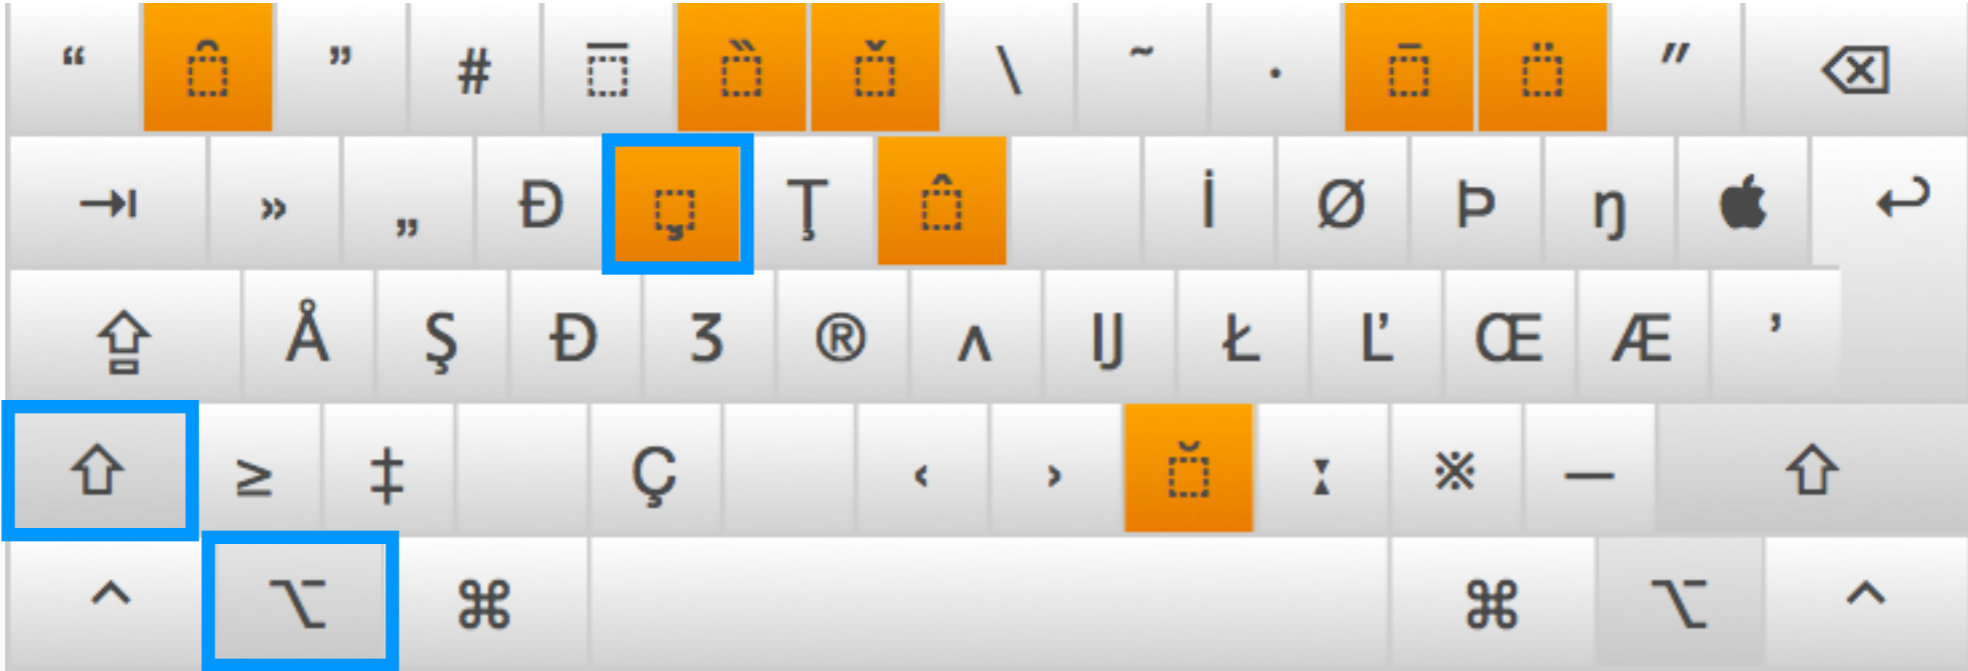 “ ̑ ” # ̅ ̏ ̌ \ ˜ · ̄ ̈ ″ ⌫
⇥ » „ Đ ̧ Ţ ̂ İ Ø Þ ŋ  ↩
⇪ Å Ş Đ Ʒ ® ʌ IJ Ł Ľ Œ Æ ’
⇧ ≥ ‡ Ç ‹ › ̆ ː ※ — ⇧
^ ⌥ ⌘ ⌘ ⌥ ^